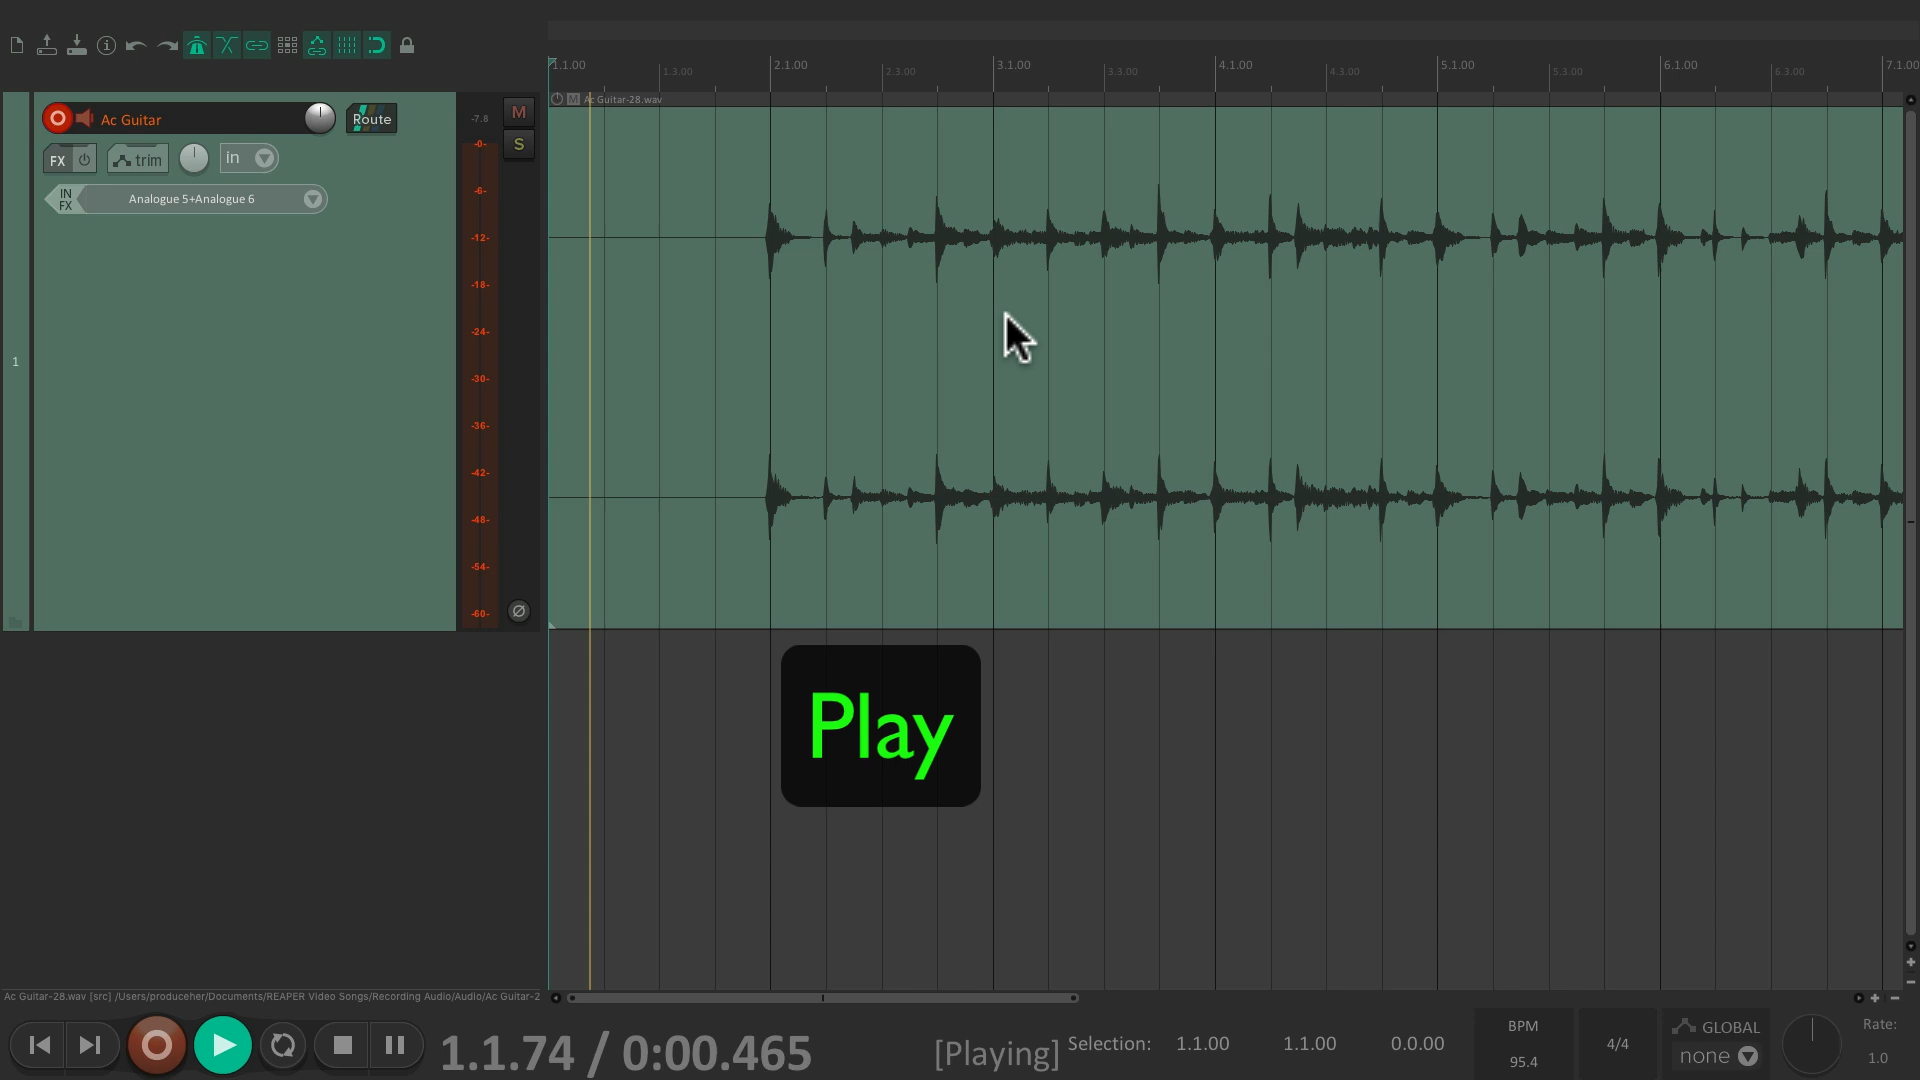 1.1.00 1.3.00 2.1.00 2.3.00 3.1.00 3.3.00 4.1.00 4.3.00 5.1.00 5.3.00 6.1.00 6.3.00 7.1.00
M Ac Guitar-28.wav
Ac Guitar
Route
-7.8
M
S
FX
trim
in
IN
FX
Analogue 5+Analogue 6
-0-
-6-
-12-
-18-
-24-
-30-
-36-
-42-
-48-
-54-
-60-
1
Play
Ac Guitar-28.wav [src] /Users/produceher/Documents/REAPER Video Songs/Recording Audio/Audio/Ac Guitar-2
1.1.74 / 0:00.465
[Playing]
Selection: 1.1.00 1.1.00 0.0.00
BPM
95.4
4/4
GLOBAL
none
Rate:
1.0